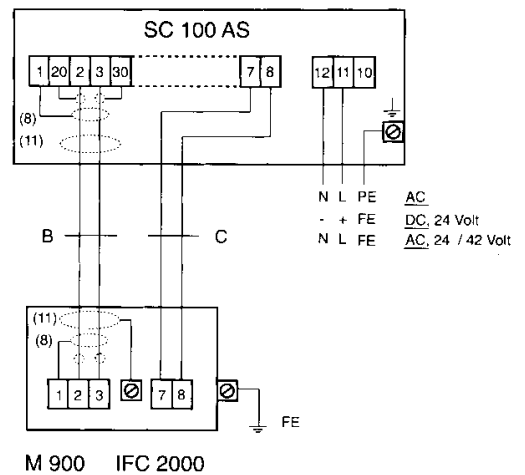 SC 100 AS
1 20 2 3 30 7 8 12 11 10
(8)
(11)
N L PE AC
- + FE DC, 24 Volt
N L FE AC, 24 / 42 Volt
B C
(11)
(8)
1 2 3 7 8
FE
M 900 IFC 2000